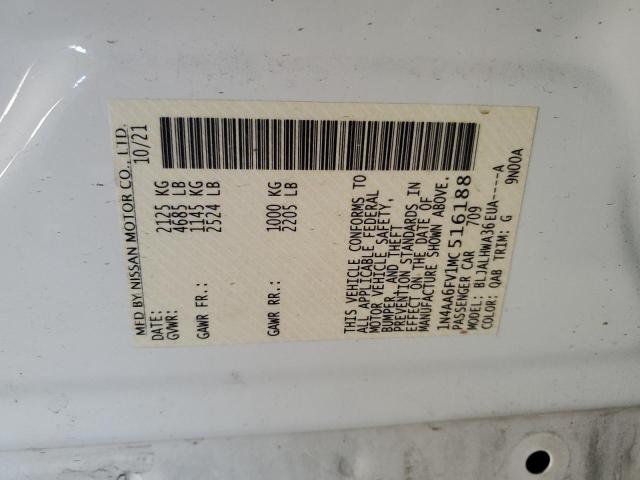 MFD BY NISSAN MOTOR CO., LTD.
DATE: 10/21
GVWR: 2125 KG
4685 LB
GAWR FR.: 1145 KG
2524 LB
GAWR RR.: 1000 KG
2205 LB
THIS VEHICLE CONFORMS TO
ALL APPLICABLE FEDERAL
MOTOR VEHICLE SAFETY,
BUMPER, AND THEFT
PREVENTION STANDARDS IN
EFFECT ON THE DATE OF
MANUFACTURE SHOWN ABOVE.
1N4AA6FV1MC516188
PASSENGER CAR 709
MODEL: BLJALHWA36EUA----A
COLOR: QAB TRIM: G 9N00A